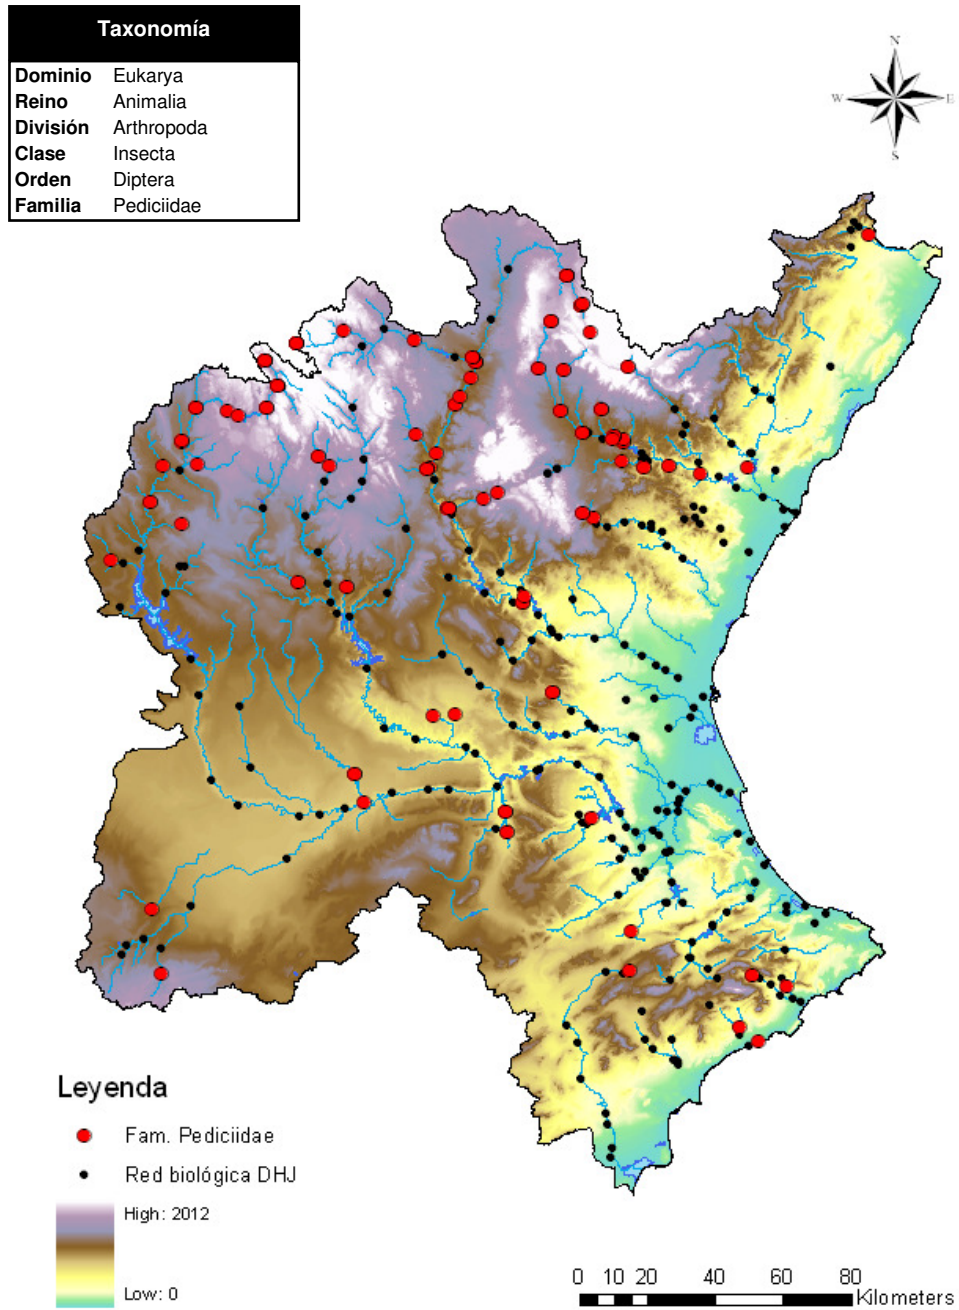 Taxonomía
Dominio Eukarya
Reino Animalia
División Arthropoda
Clase Insecta
Orden Diptera
Familia Pediciidae
N
W E
S
Leyenda
Fam. Pediciidae
Red biológica DHJ
High: 2012
Low: 0
0 10 20 40 60 80
Kilometers